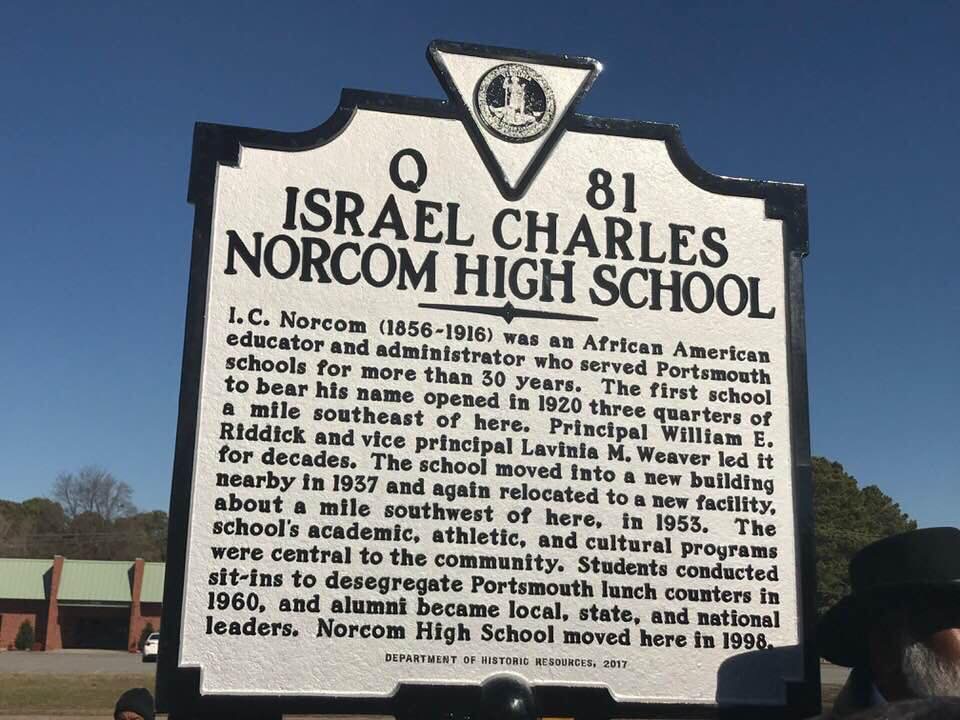 Q 81
ISRAEL CHARLES
NORCOM HIGH SCHOOL
I.C. Norcom (1856-1916) was an African American
educator and administrator who served Portsmouth
schools for more than 30 years. The first school
to bear his name opened in 1920 three quarters of
a mile southeast of here. Principal William E.
Riddick and vice principal Lavinia M. Weaver led it
for decades. The school moved into a new building
nearby in 1937 and again relocated to a new facility,
about a mile southwest of here, in 1953. The
school's academic, athletic, and cultural programs
were central to the community. Students conducted
sit-ins to desegregate Portsmouth lunch counters in
1960, and alumni became local, state, and national
leaders. Norcom High School moved here in 1998.
DEPARTMENT OF HISTORIC RESOURCES, 2017